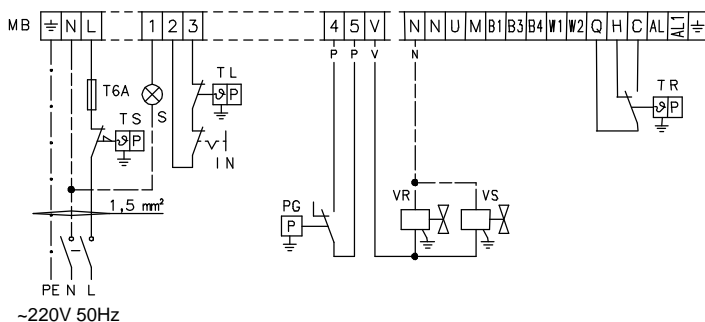 MB ⏚ N L 1 2 3 4 5 V N N U M B1 B3 B4 W1 W2 Q H C AL AL1 ⏚
P P V N
T6A S TL
ϑ P
TS
ϑ P
IN
TR
ϑ P
1,5 mm²
PG
P
VR VS
PE N L
~220V 50Hz